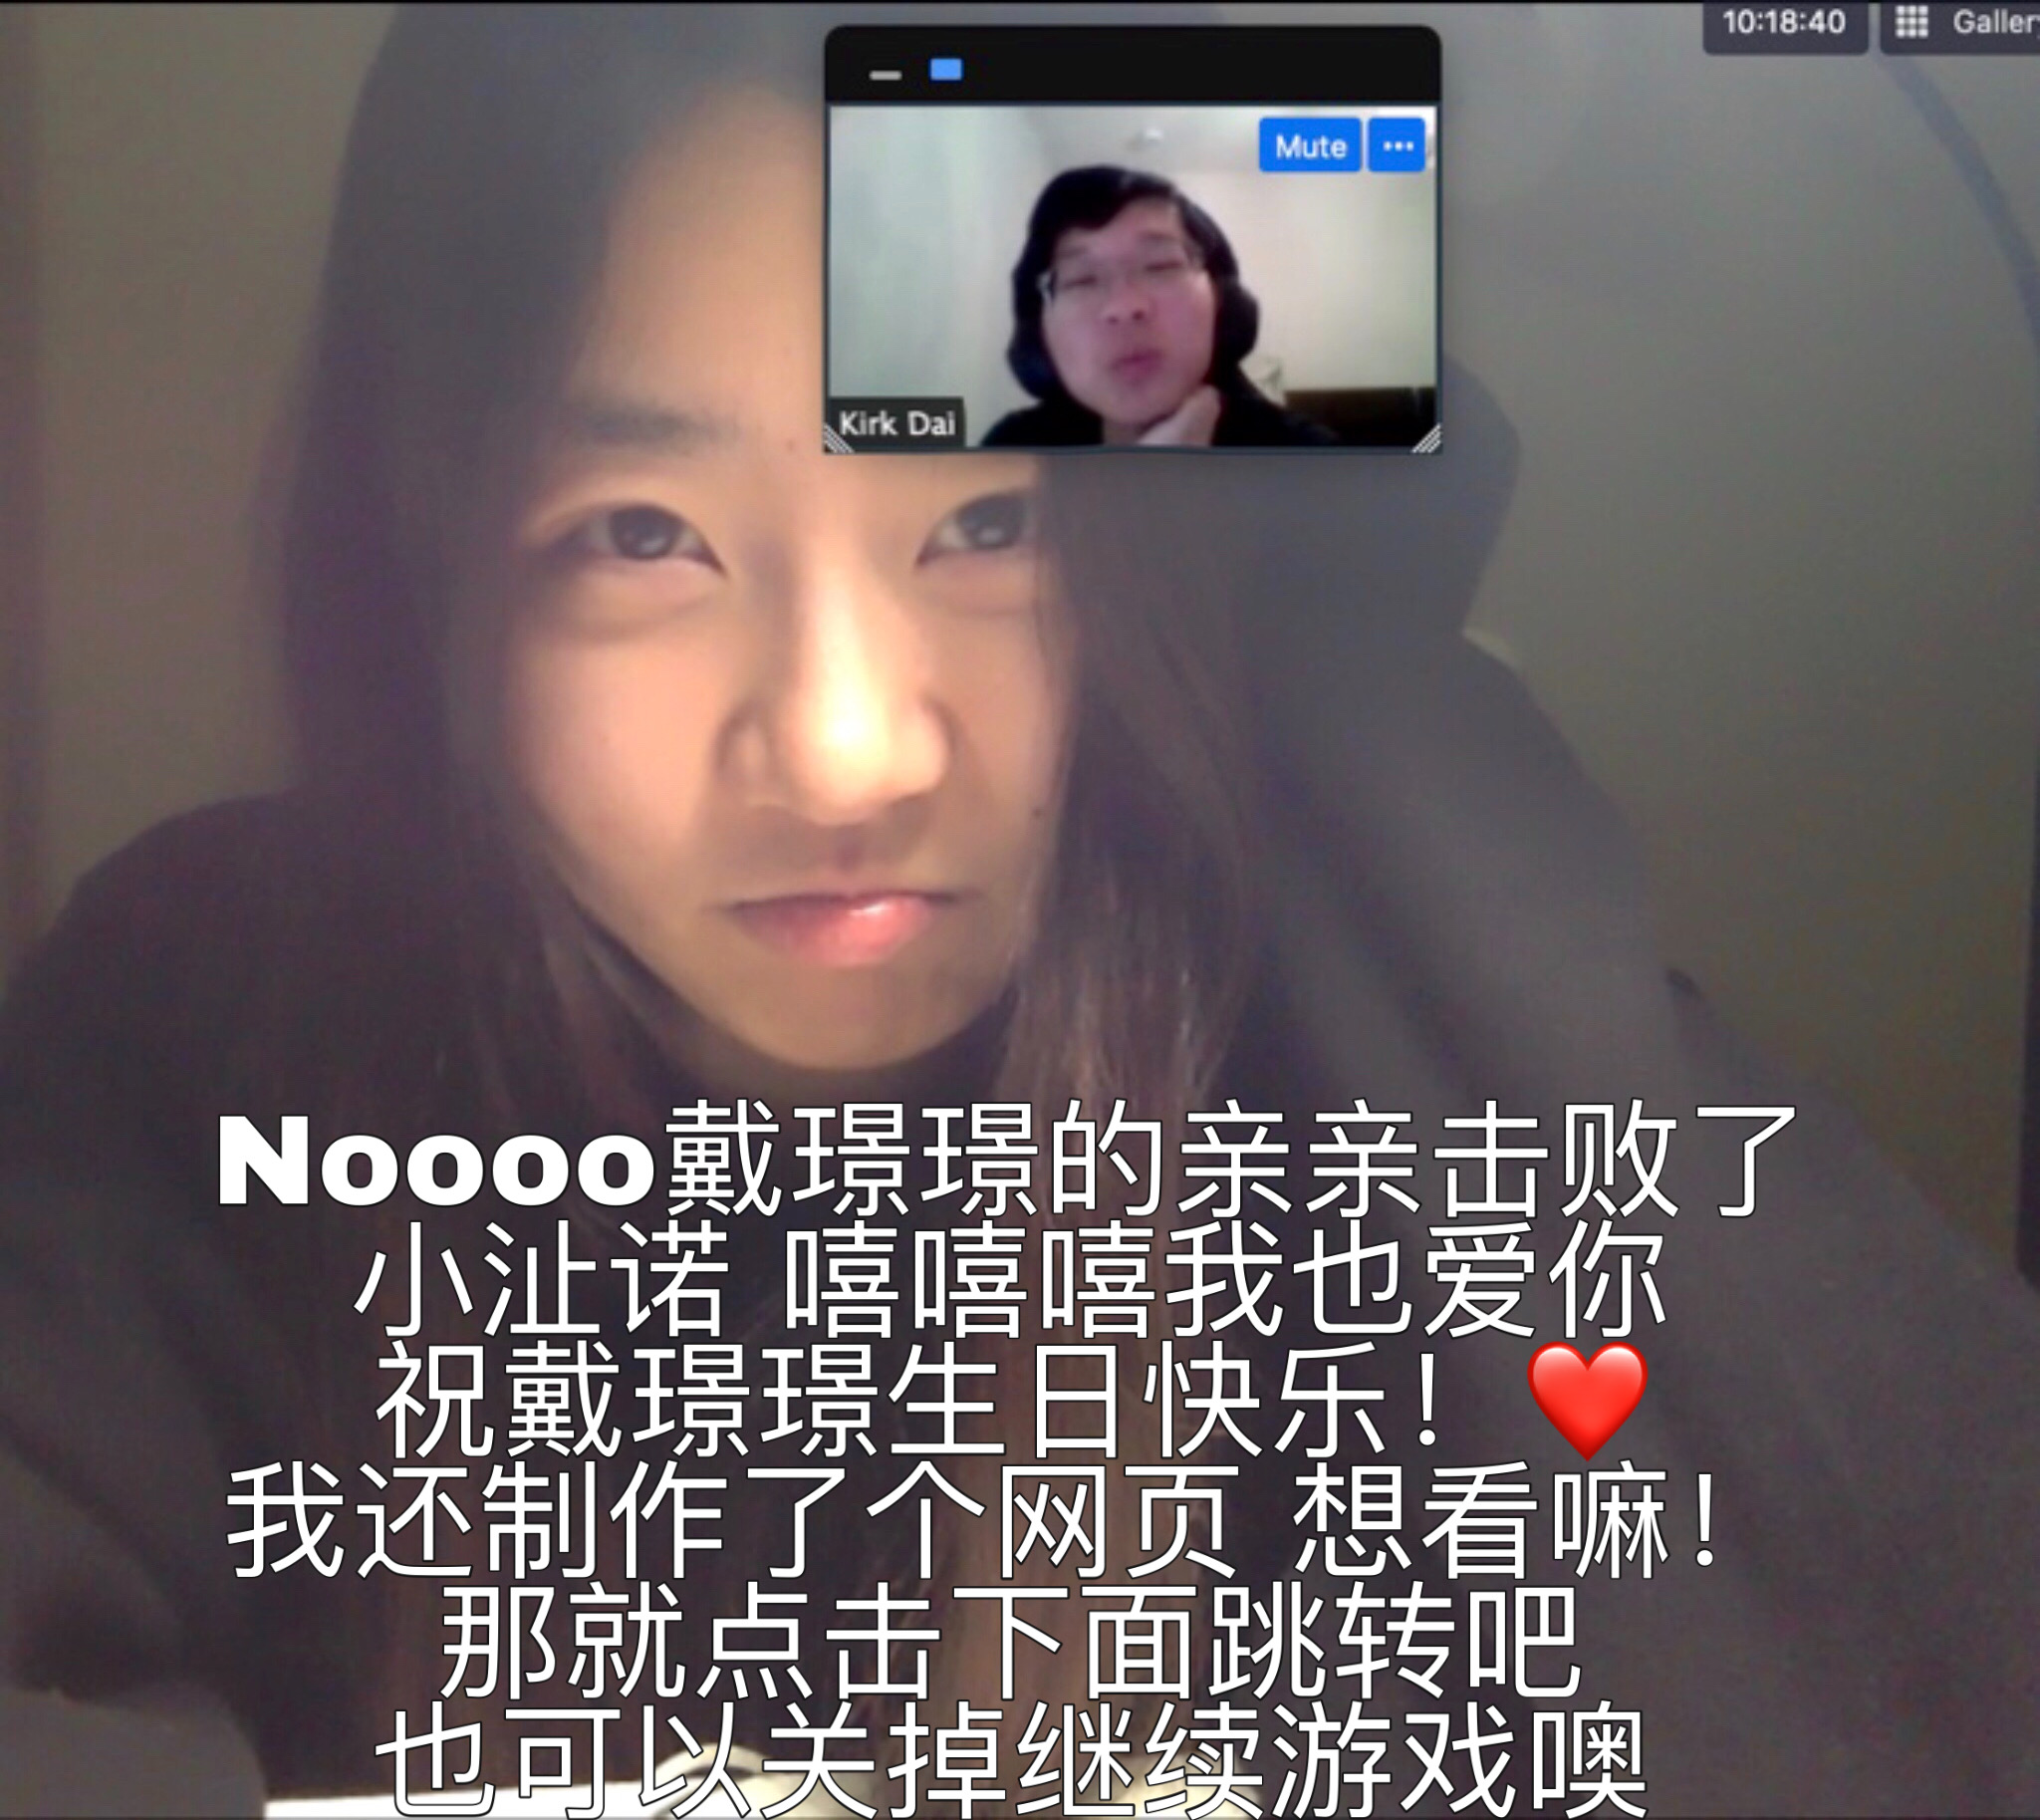 10:18:40 Galler
Mute
Kirk Dai
Noooo戴璟璟的亲亲击败了
小沚诺 嘻嘻嘻我也爱你
祝戴璟璟生日快乐！❤️
我还制作了个网页 想看嘛！
那就点击下面跳转吧
也可以关掉继续游戏噢